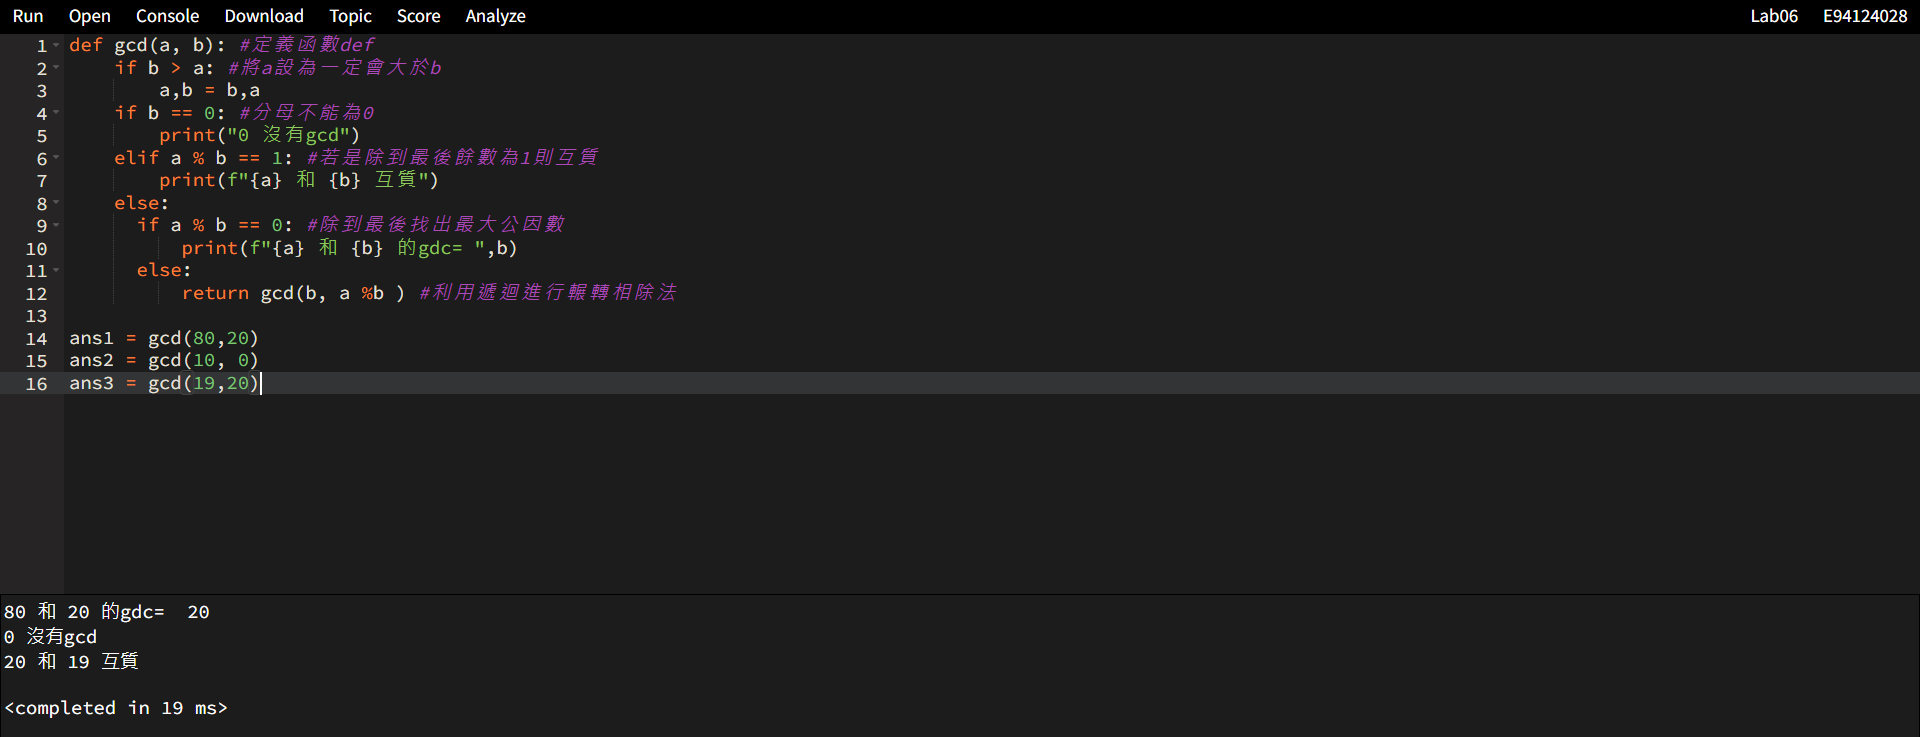 Run Open Console Download Topic Score Analyze Lab06 E94124028
1 def gcd(a, b): #定義函數def
2     if b > a: #將a設為一定會大於b
3         a,b = b,a
4     if b == 0: #分母不能為0
5         print("0 沒有gcd")
6     elif a % b == 1: #若是除到最後餘數為1則互質
7         print(f"{a} 和 {b} 互質")
8     else:
9       if a % b == 0: #除到最後找出最大公因數
10           print(f"{a} 和 {b} 的gdc= ",b)
11       else:
12           return gcd(b, a %b ) #利用遞迴進行輾轉相除法
13
14 ans1 = gcd(80,20)
15 ans2 = gcd(10, 0)
16 ans3 = gcd(19,20)
80 和 20 的gdc=  20
0 沒有gcd
20 和 19 互質
<completed in 19 ms>